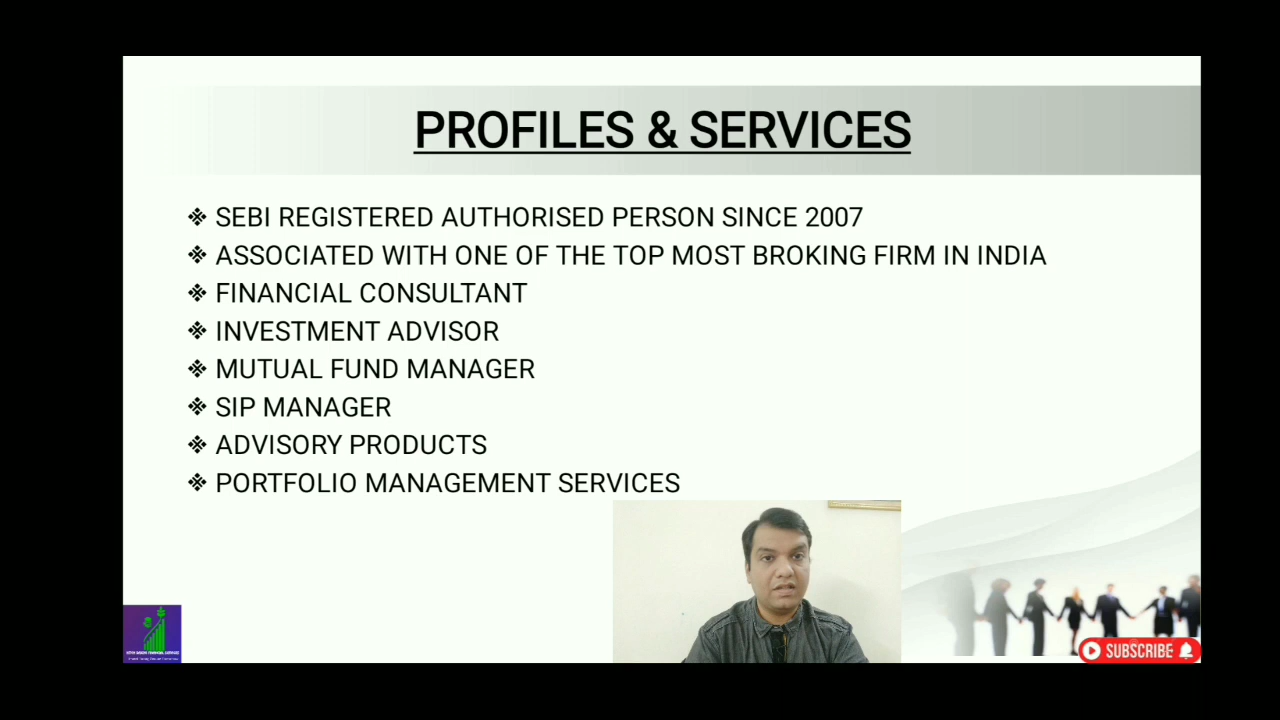 PROFILES & SERVICES
❖ SEBI REGISTERED AUTHORISED PERSON SINCE 2007
❖ ASSOCIATED WITH ONE OF THE TOP MOST BROKING FIRM IN INDIA
❖ FINANCIAL CONSULTANT
❖ INVESTMENT ADVISOR
❖ MUTUAL FUND MANAGER
❖ SIP MANAGER
❖ ADVISORY PRODUCTS
❖ PORTFOLIO MANAGEMENT SERVICES
SUBSCRIBE